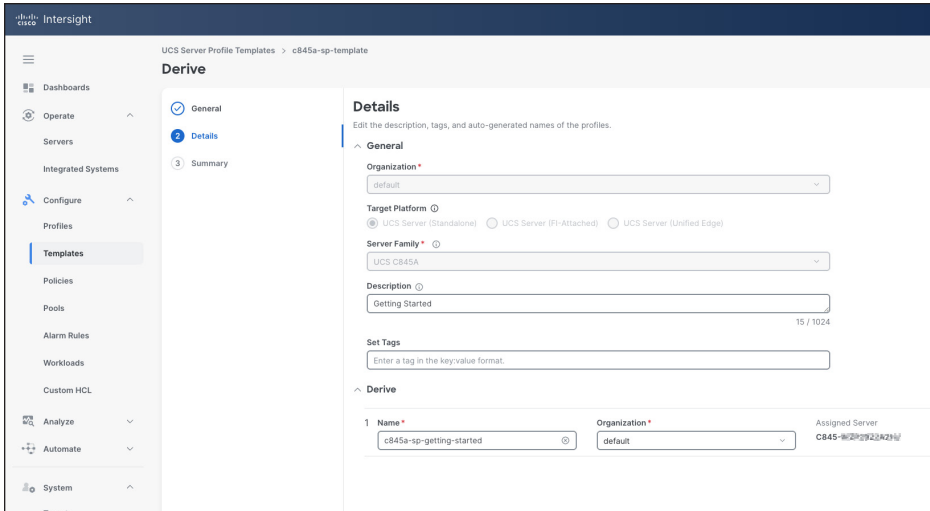 cisco Intersight
UCS Server Profile Templates > c845a-sp-template
Derive
Dashboards
Operate
Servers
Integrated Systems
Configure
Profiles
Templates
Policies
Pools
Alarm Rules
Workloads
Custom HCL
Analyze
Automate
System
General
2 Details
3 Summary
Details
Edit the description, tags, and auto-generated names of the profiles.
General
Organization *
default
Target Platform
UCS Server (Standalone) UCS Server (FI-Attached) UCS Server (Unified Edge)
Server Family *
UCS C845A
Description
Getting Started
15 / 1024
Set Tags
Enter a tag in the key:value format.
Derive
1 Name * Organization * Assigned Server
c845a-sp-getting-started default C845-